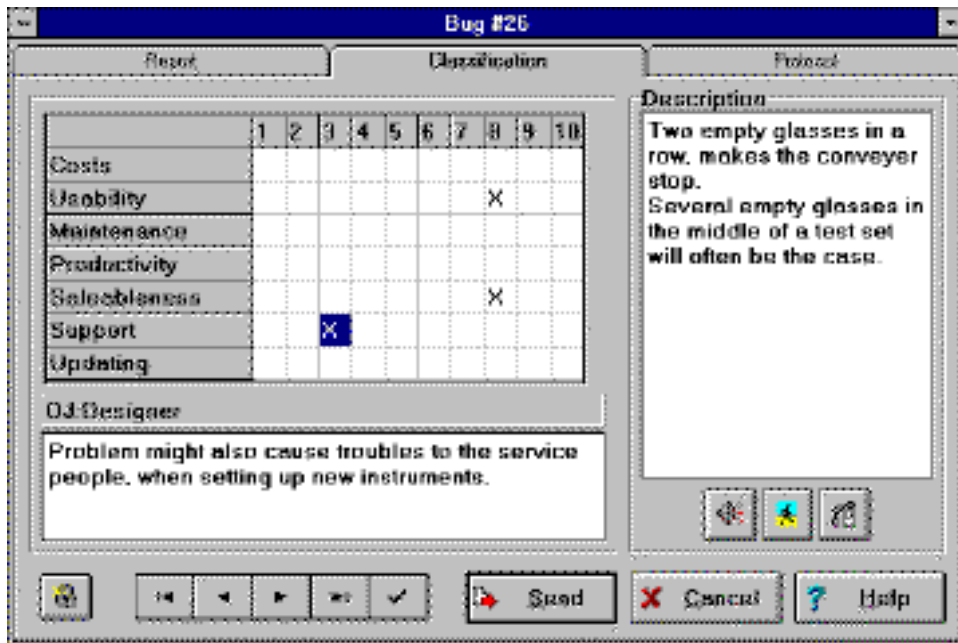 Bug #26
Report Classification Protocol
Description
1 2 3 4 5 6 7 8 9 10
Costs
Usability X
Maintenance
Productivity
Saleableness X
Support X
Updating
Two empty glasses in a
row, makes the conveyer
stop.
Several empty glasses in
the middle of a test set
will often be the case.
OJ:Designer
Problem might also cause troubles to the service
people, when setting up new instruments.
Send
Cancel
Help